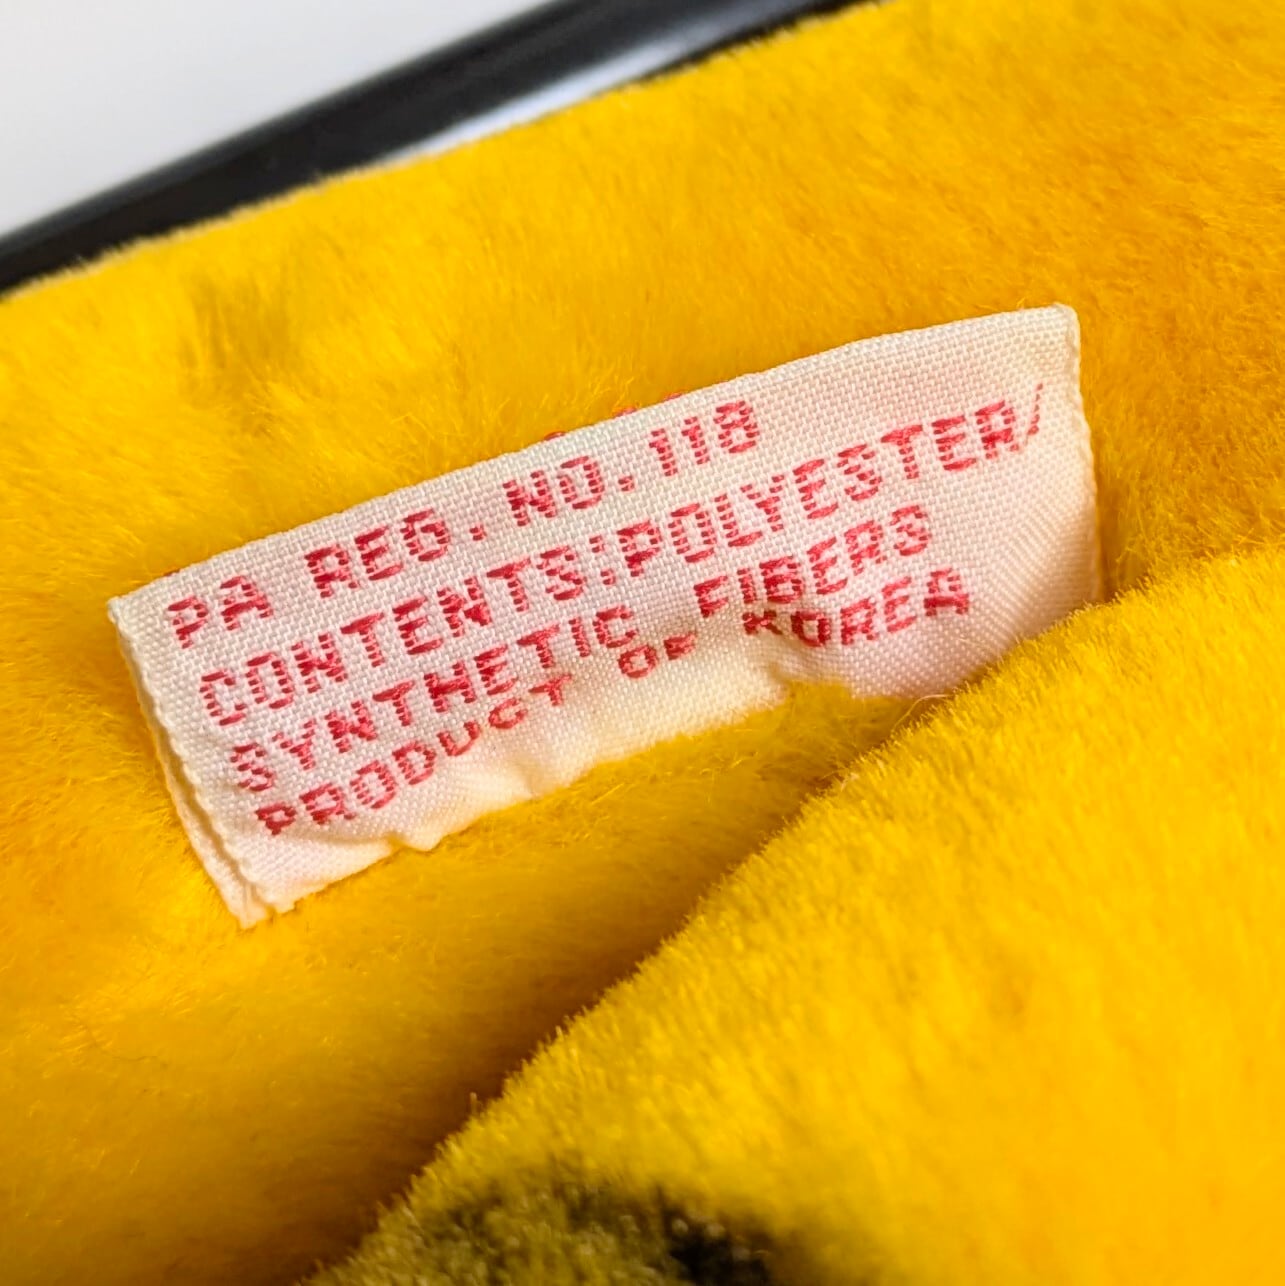 PA REG. NO. 118
CONTENTS:POLYESTER/
SYNTHETIC FIBERS
PRODUCT OF KOREA